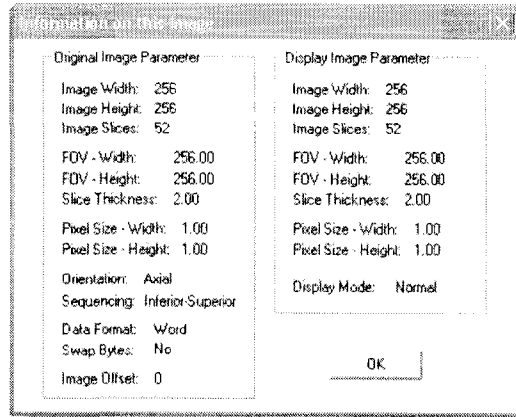 Information on this image
Original Image Parameter
Image Width: 256
Image Height: 256
Image Slices: 52
FOV - Width: 256.00
FOV - Height: 256.00
Slice Thickness: 2.00
Pixel Size - Width: 1.00
Pixel Size - Height: 1.00
Orientation: Axial
Sequencing: Inferior-Superior
Data Format: Word
Swap Bytes: No
Image Offset: 0
Display Image Parameter
Image Width: 256
Image Height: 256
Image Slices: 52
FOV - Width: 256.00
FOV - Height: 256.00
Slice Thickness: 2.00
Pixel Size - Width: 1.00
Pixel Size - Height: 1.00
Display Mode: Normal
OK